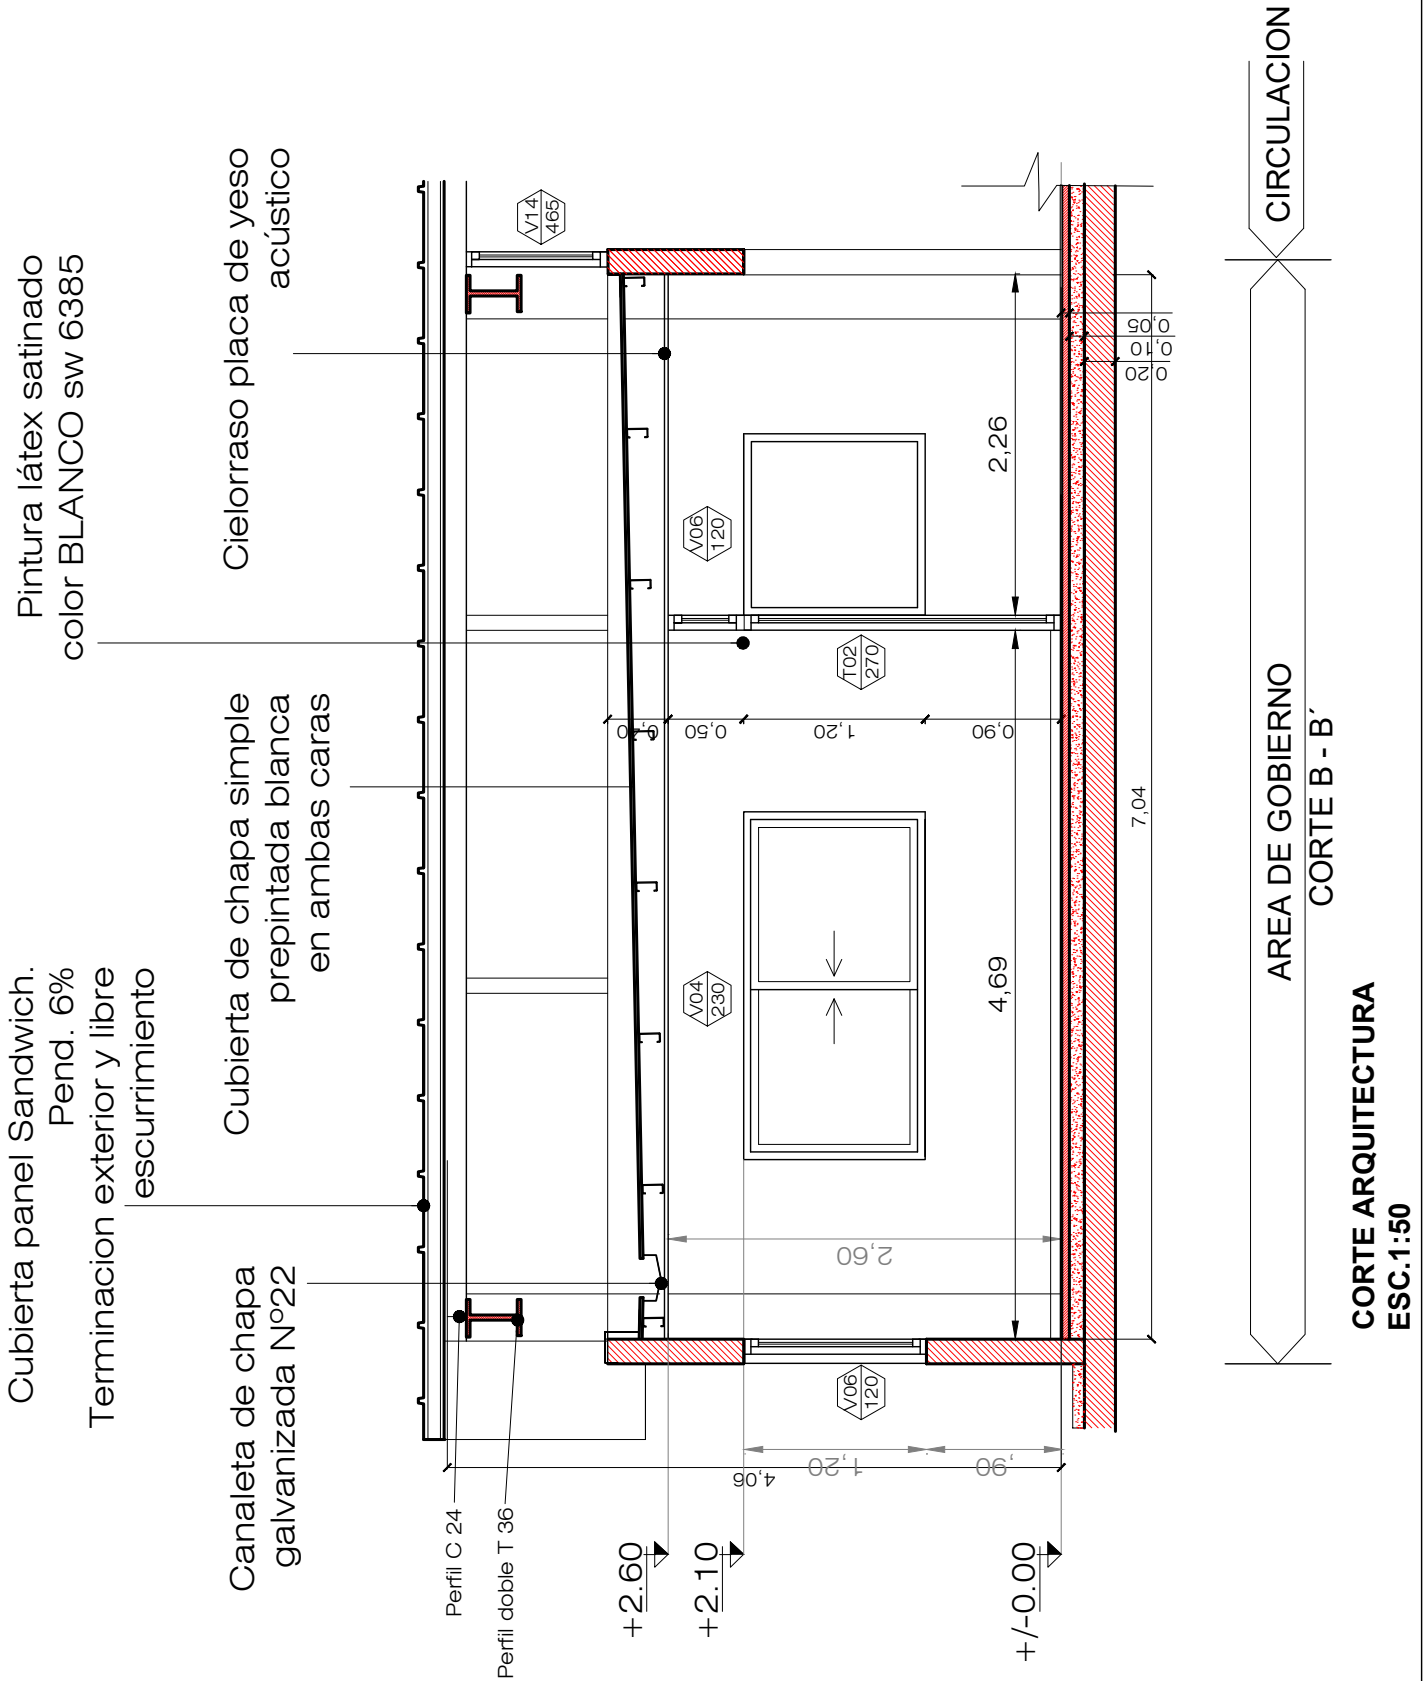 Cubierta panel Sandwich.
Pend. 6%
Terminacion exterior y libre
escurrimiento
Pintura látex satinado
color BLANCO sw 6385
Canaleta de chapa
galvanizada Nº22
Cubierta de chapa simple
prepintada blanca
en ambas caras
Cielorraso placa de yeso
acústico
Perfil C 24
Perfil doble T 36
V14
465
+2.60
+2.10
+/-0.00
4,06
1,20
,90
V06
120
2,60
V04
230
4,69
0,50
1,20
0,90
T02
270
V06
120
2,26
0,05
0,10
0,20
7,04
AREA DE GOBIERNO
CIRCULACION
CORTE B - B´
CORTE ARQUITECTURA
ESC.1:50